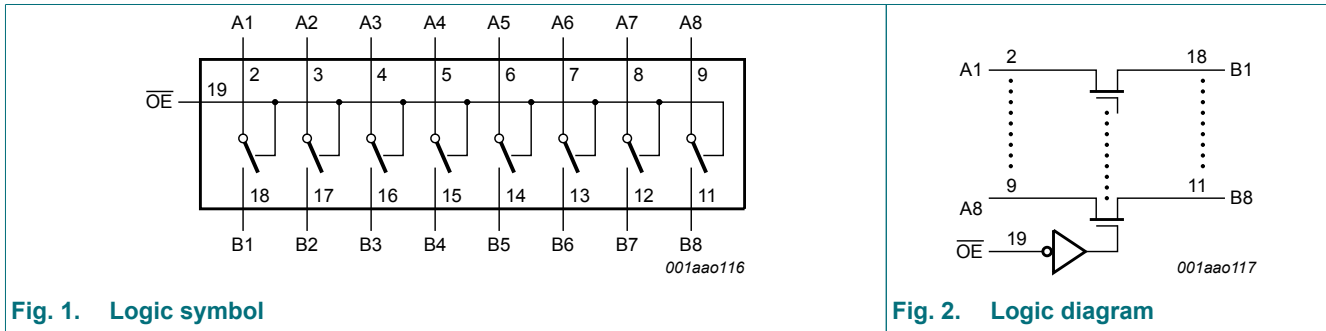 A1 A2 A3 A4 A5 A6 A7 A8
2 3 4 5 6 7 8 9
O̅E̅ 19
18 17 16 15 14 13 12 11
B1 B2 B3 B4 B5 B6 B7 B8
001aao116
Fig. 1. Logic symbol
A1 2 18 B1
A8 9 11 B8
O̅E̅ 19
001aao117
Fig. 2. Logic diagram